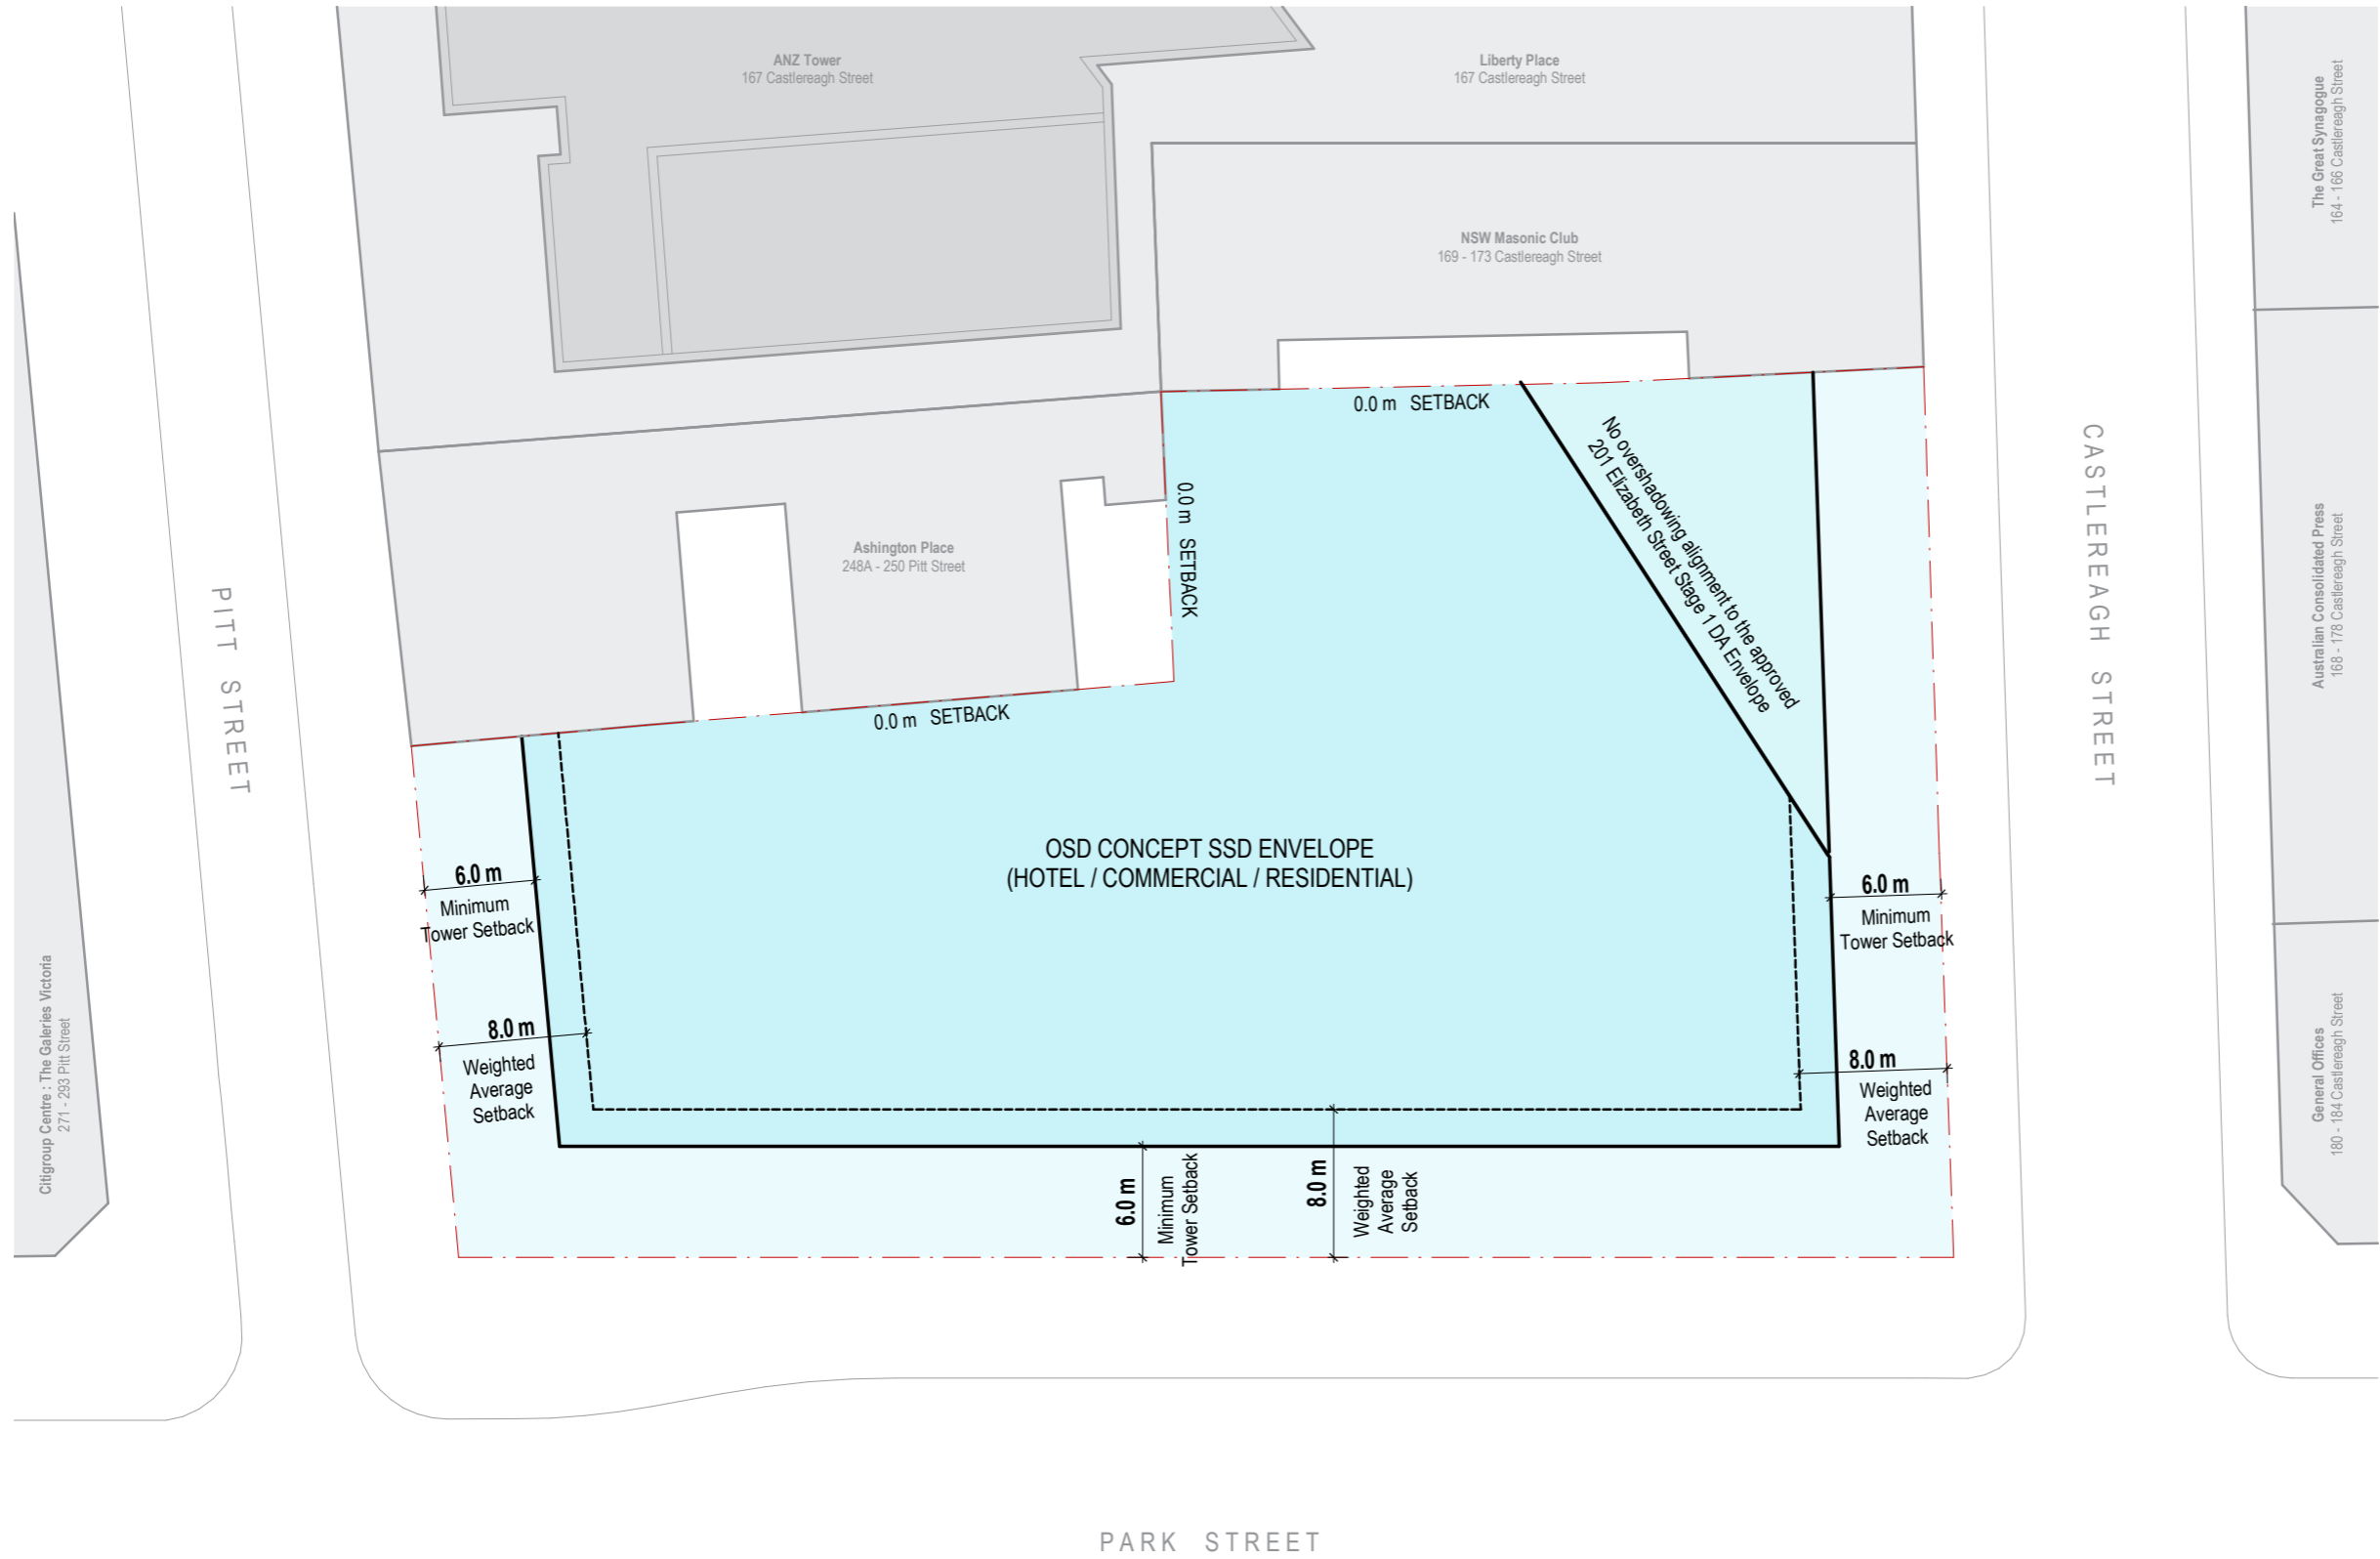 ANZ Tower
167 Castlereagh Street
Liberty Place
167 Castlereagh Street
The Great Synagogue
164 - 166 Castlereagh Street
NSW Masonic Club
169 - 173 Castlereagh Street
0.0 m SETBACK
No overshadowing alignment to the approved
201 Elizabeth Street Stage 1 DA Envelope
CASTLEREAGH STREET
0.0 m SETBACK
Ashington Place
248A - 250 Pitt Street
Australian Consolidated Press
168 - 178 Castlereagh Street
PITT STREET
0.0 m SETBACK
OSD CONCEPT SSD ENVELOPE
(HOTEL / COMMERCIAL / RESIDENTIAL)
6.0 m
Minimum
Tower Setback
6.0 m
Minimum
Tower Setback
Citigroup Centre : The Galeries Victoria
271 - 293 Pitt Street
8.0 m
Weighted
Average
Setback
8.0 m
Weighted
Average
Setback
General Offices
180 - 184 Castlereagh Street
6.0 m
Minimum
Tower Setback
8.0 m
Weighted
Average
Setback
PARK STREET